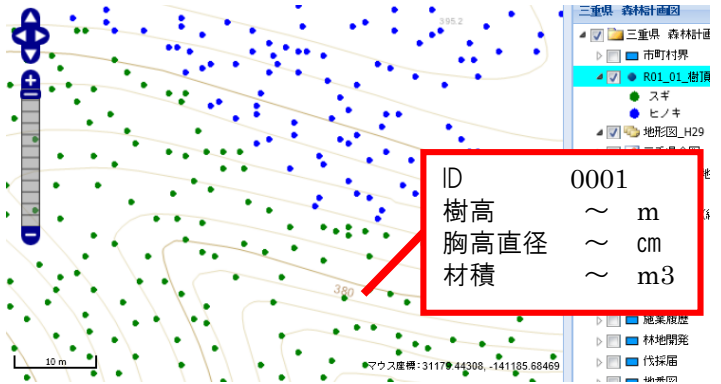 395.2
380
10 m
マウス座標：31179.44308, -141185.68469
三重県 森林計画図
三重県 森林計画
市町村界
R01_01_樹頂
スギ
ヒノキ
地形図_H29
ID 0001
樹高 ～ m
胸高直径 ～ ㎝
材積 ～ m3
施業履歴
林地開発
伐採届
地番図